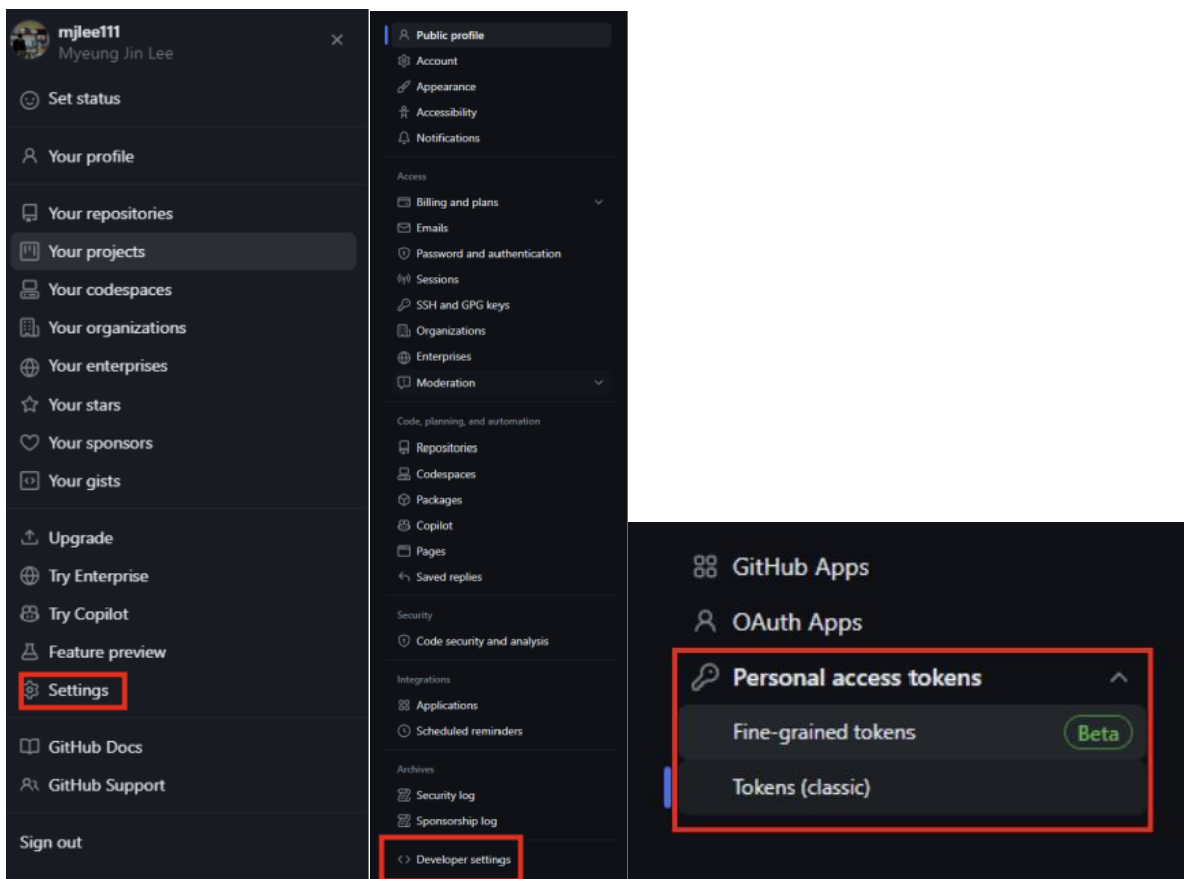 mjlee111
Myeung Jin Lee
Set status
Your profile
Your repositories
Your projects
Your codespaces
Your organizations
Your enterprises
Your stars
Your sponsors
Your gists
Upgrade
Try Enterprise
Try Copilot
Feature preview
Settings
GitHub Docs
GitHub Support
Sign out
Public profile
Account
Appearance
Accessibility
Notifications
Access
Billing and plans
Emails
Password and authentication
Sessions
SSH and GPG keys
Organizations
Enterprises
Moderation
Code, planning, and automation
Repositories
Codespaces
Packages
Copilot
Pages
Saved replies
Security
Code security and analysis
Integrations
Applications
Scheduled reminders
Archives
Security log
Sponsorship log
Developer settings
GitHub Apps
OAuth Apps
Personal access tokens
Fine-grained tokens Beta
Tokens (classic)